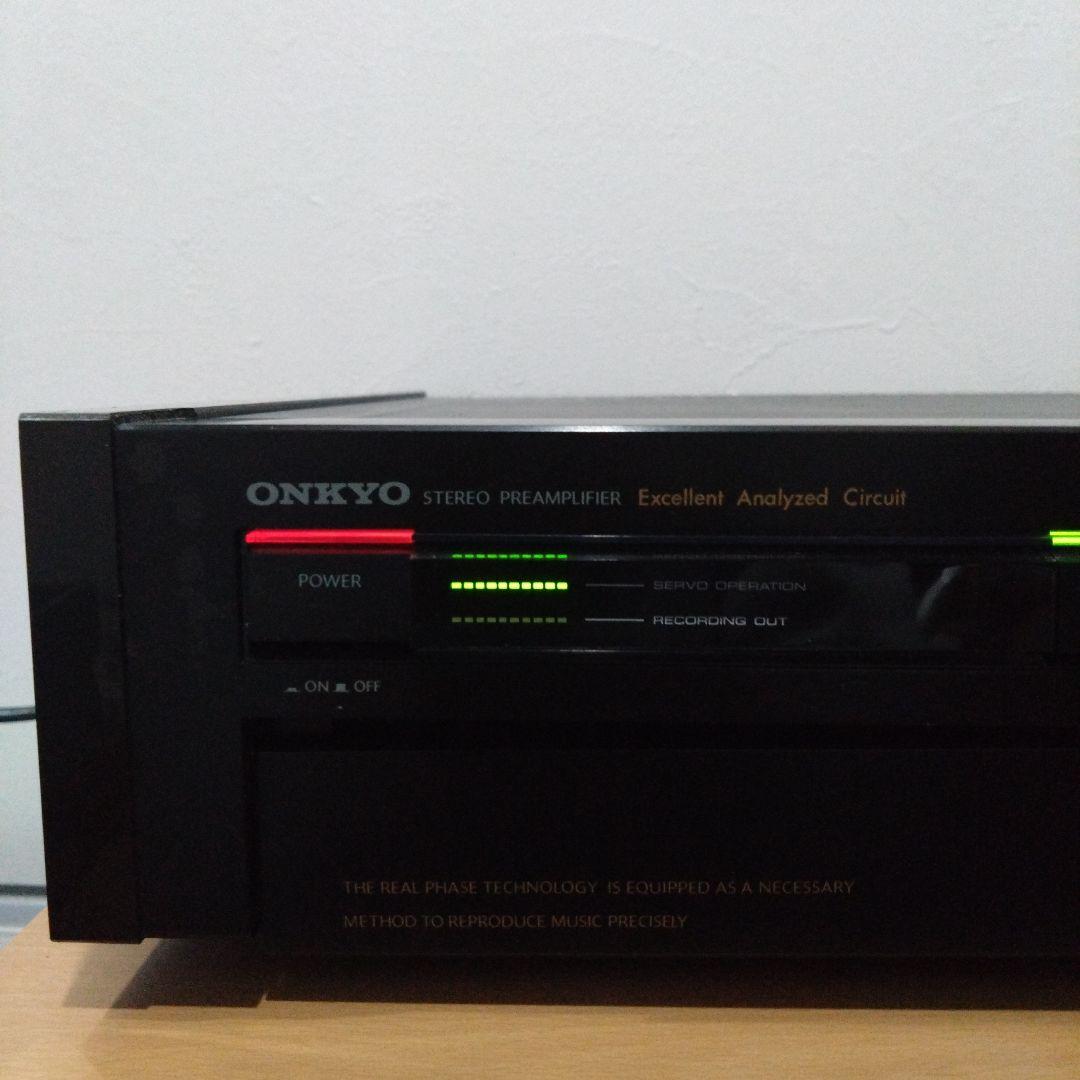 ONKYO STEREO PREAMPLIFIER Excellent Analyzed Circuit
POWER
SERVO OPERATION
RECORDING OUT
ON OFF
THE REAL PHASE TECHNOLOGY IS EQUIPPED AS A NECESSARY
METHOD TO REPRODUCE MUSIC PRECISELY